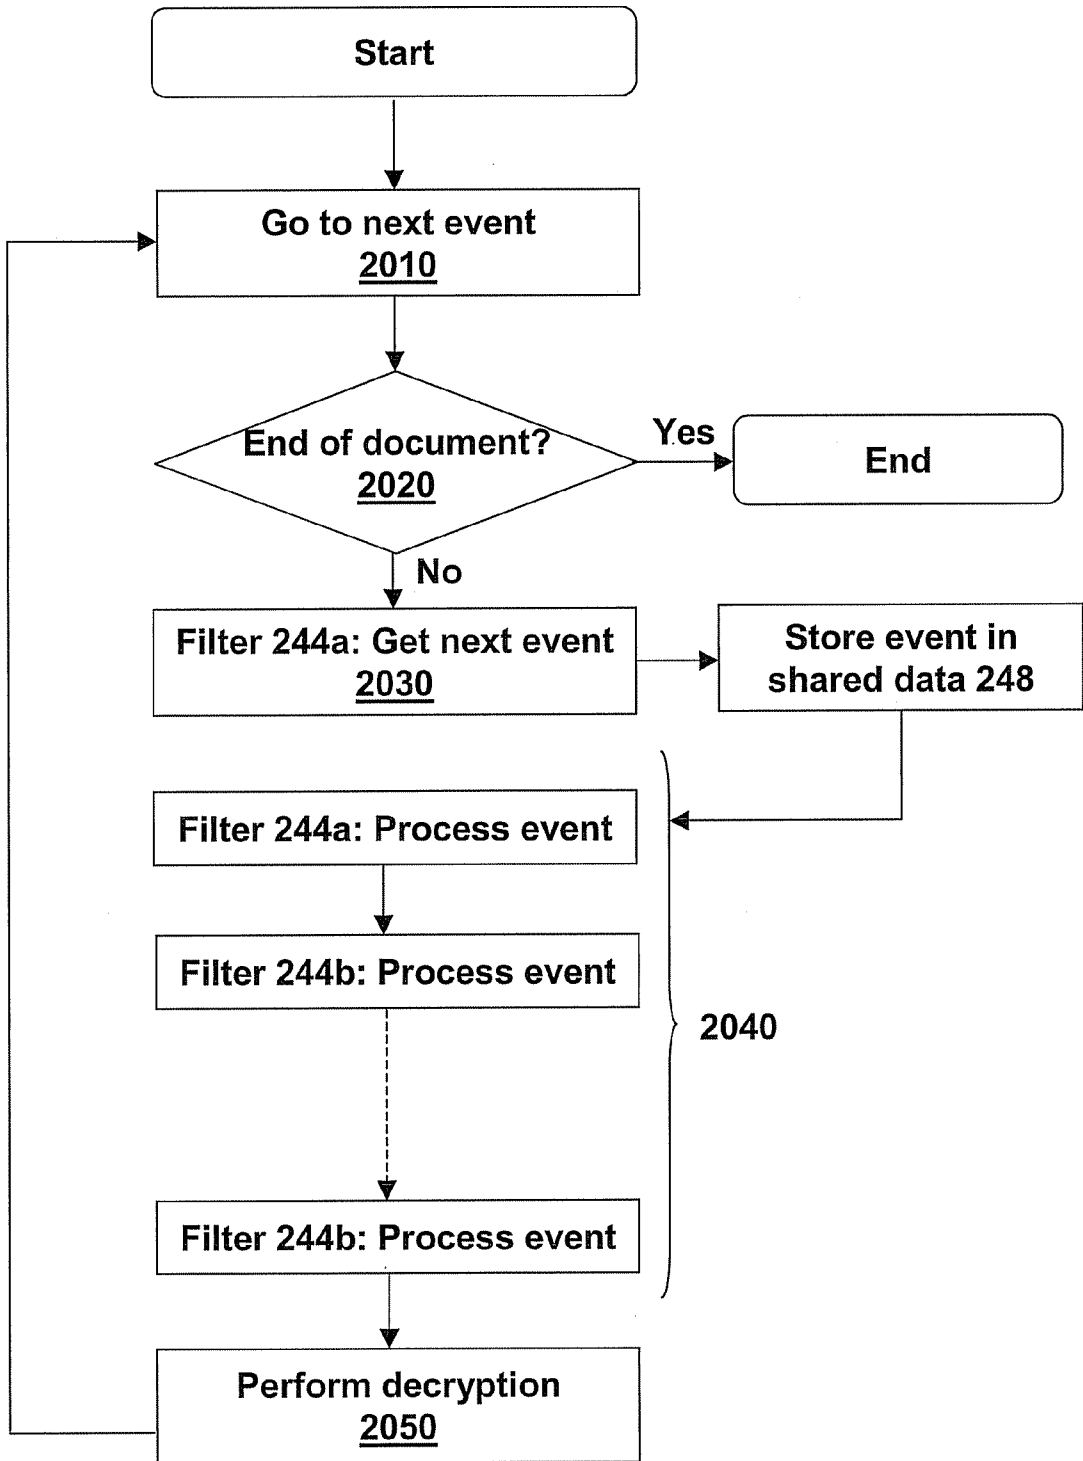 Start
Go to next event
2010
End of document?
2020
Yes
End
No
Filter 244a: Get next event
2030
Store event in
shared data 248
Filter 244a: Process event
Filter 244b: Process event
2040
Filter 244b: Process event
Perform decryption
2050